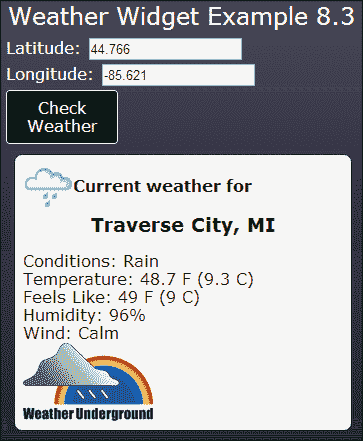 Weather Widget Example 8.3
Latitude: 44.766
Longitude: -85.621
Check
Weather
Current weather for
Traverse City, MI
Conditions: Rain
Temperature: 48.7 F (9.3 C)
Feels Like: 49 F (9 C)
Humidity: 96%
Wind: Calm
Weather Underground